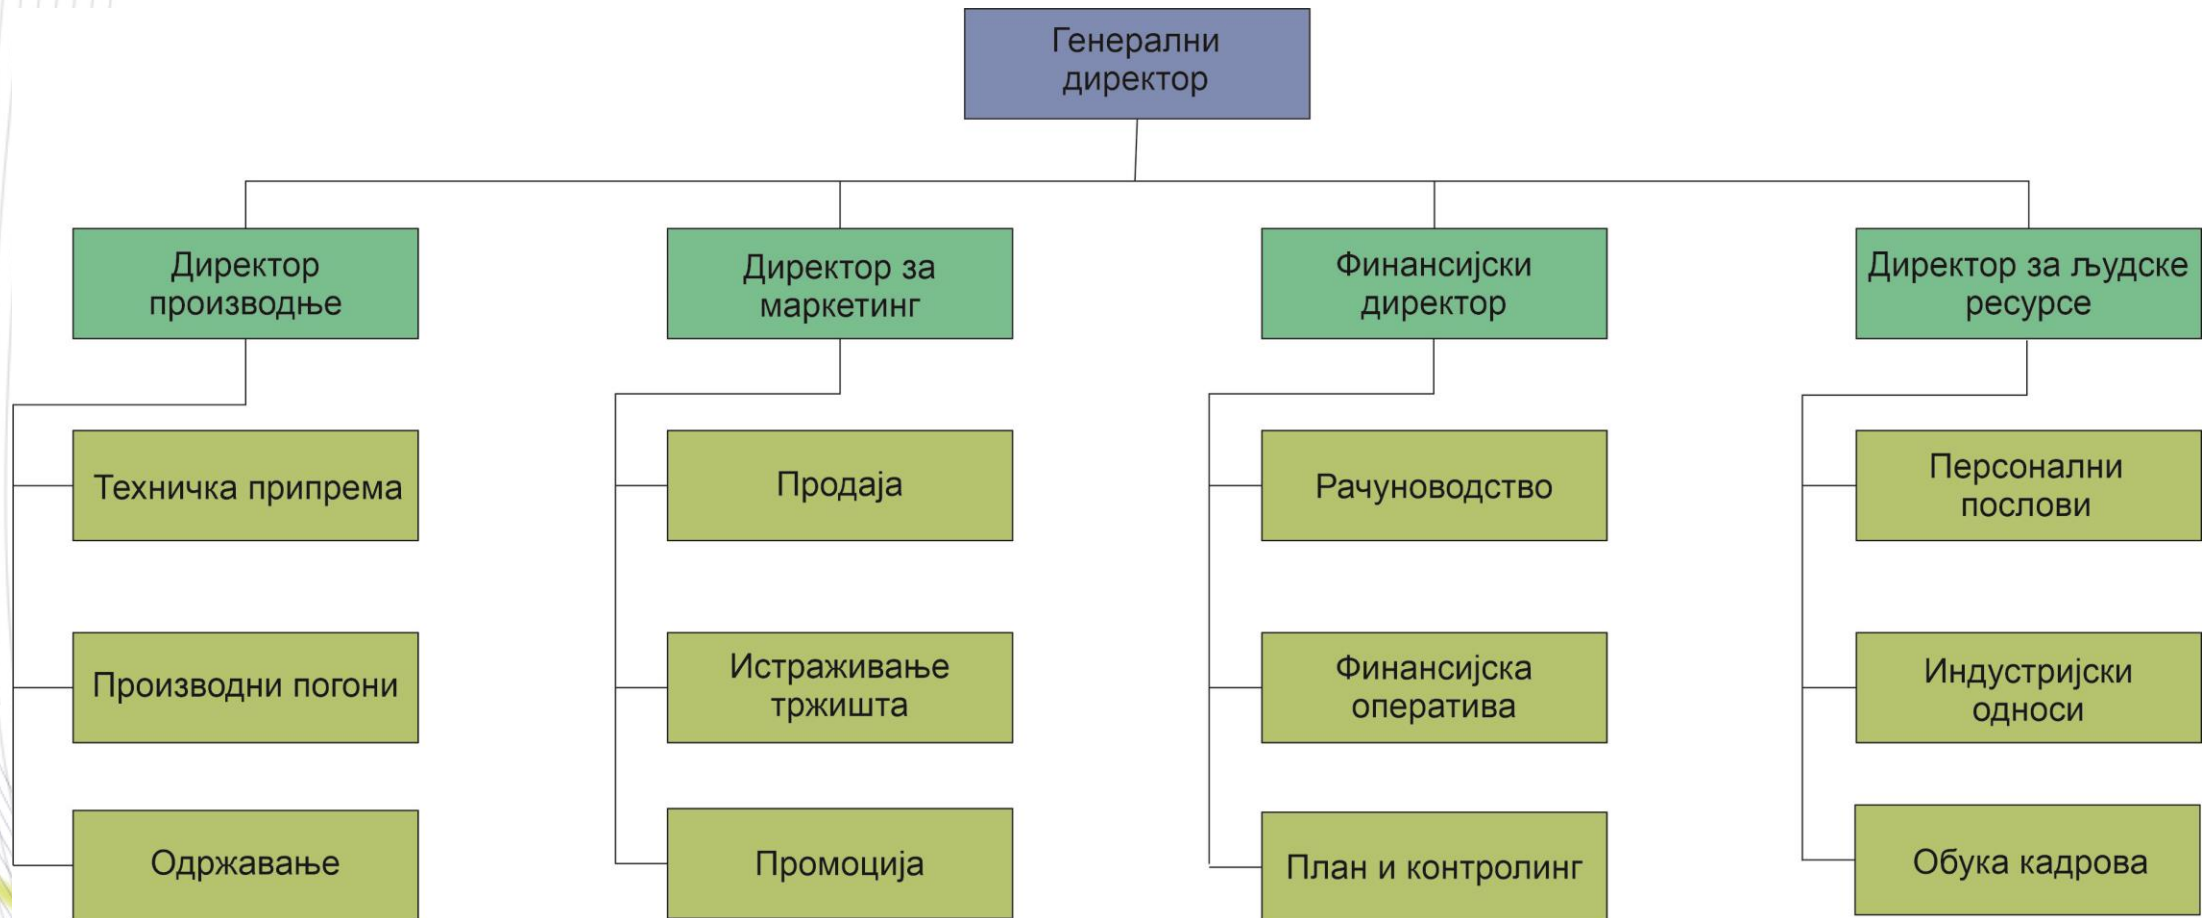 Генерални
директор
Директор
производње
Директор за
маркетинг
Финансијски
директор
Директор за људске
ресурсе
Техничка припрема
Продаја
Рачуноводство
Персонални
послови
Производни погони
Истраживање
тржишта
Финансијска
оператива
Индустријски
односи
Одржавање
Промоција
План и контролинг
Обука кадрова